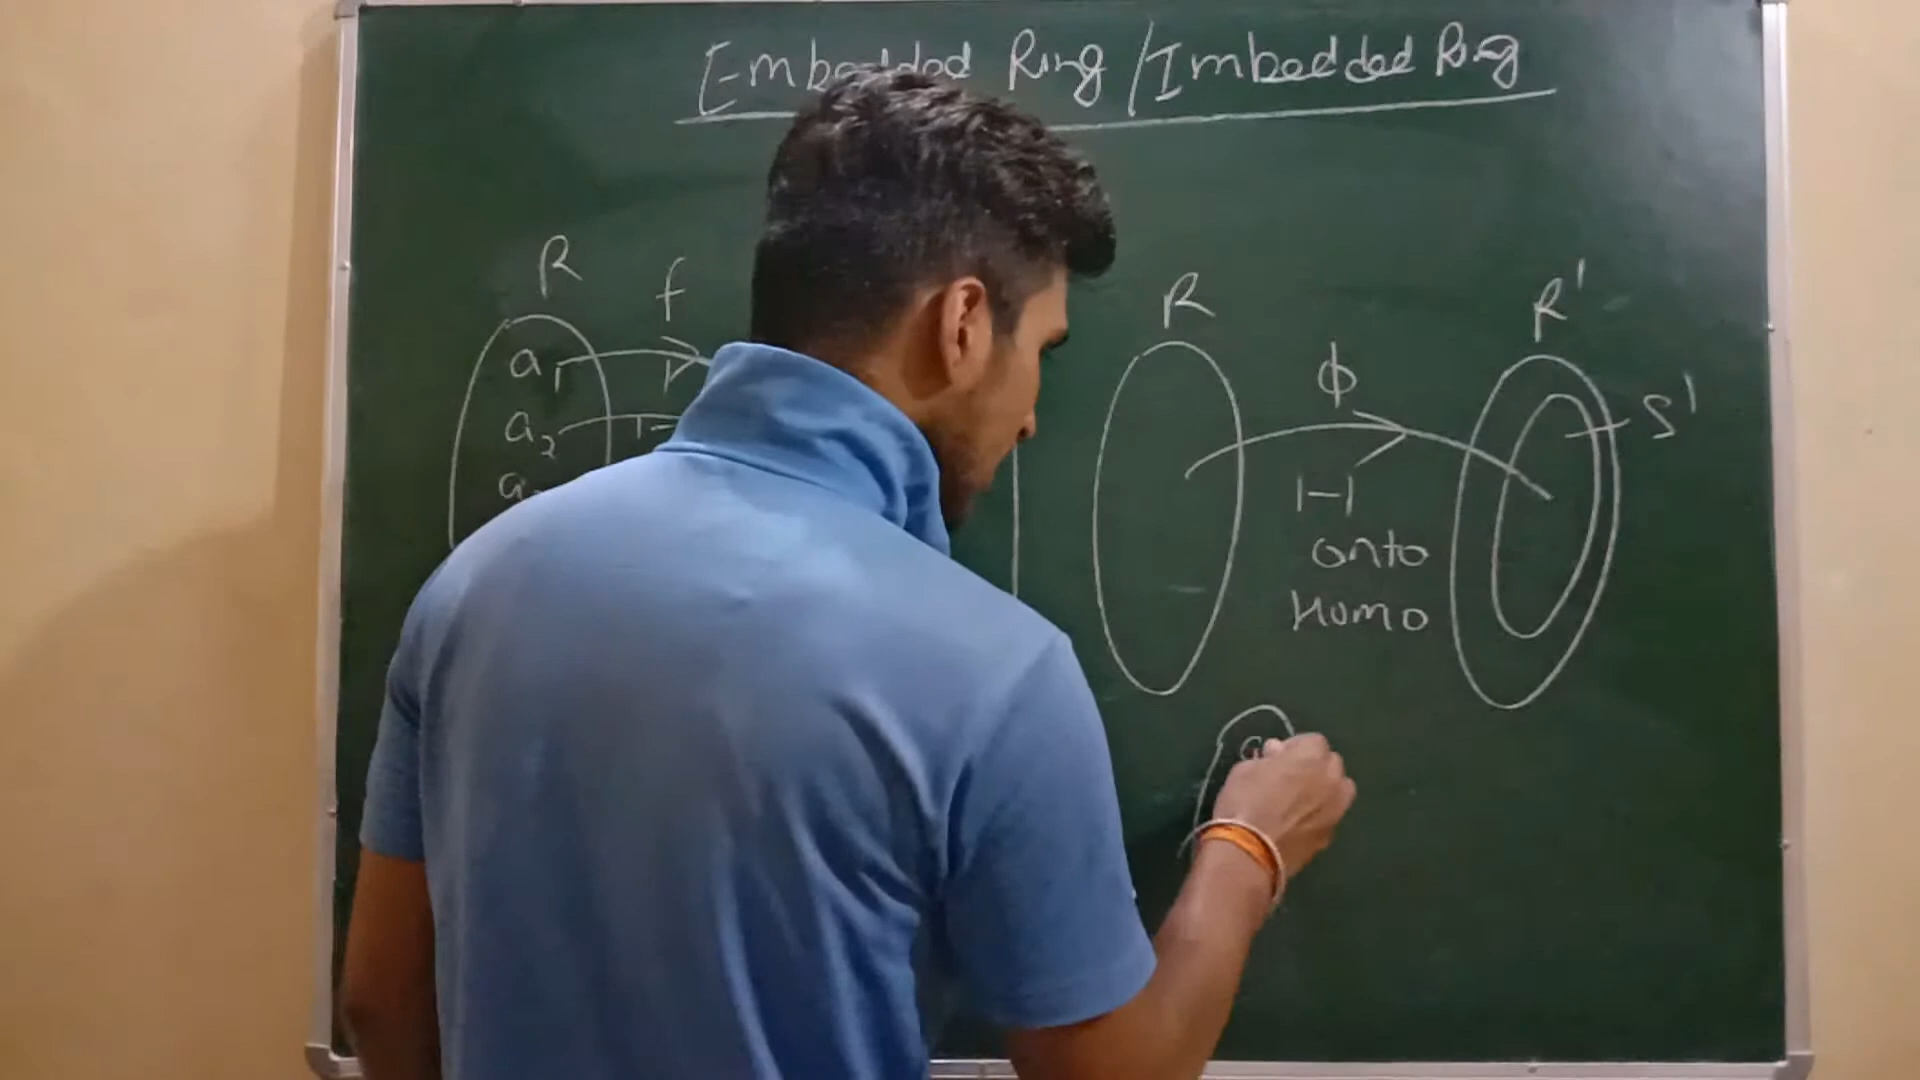 Embedded Ring / Imbedded Ring
R f
a1
a2
a
R φ R'
S'
1-1
onto
Homo
a